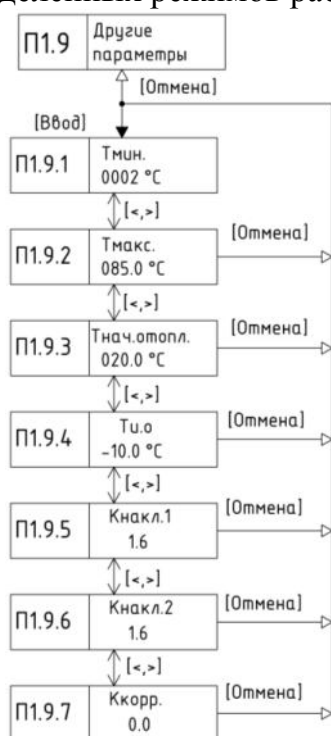 П1.9
Другие
параметры
[Отмена]
[Ввод]
П1.9.1
Тмин.
0002 °С
[<,>]
П1.9.2
Тмакс.
085.0 °С
[Отмена]
[<,>]
П1.9.3
Тнач.отопл.
020.0 °С
[Отмена]
[<,>]
П1.9.4
Ти.о
-10.0 °С
[Отмена]
[<,>]
П1.9.5
Кнакл.1
1.6
[Отмена]
[<,>]
П1.9.6
Кнакл.2
1.6
[Отмена]
[<,>]
П1.9.7
Ккорр.
0.0
[Отмена]